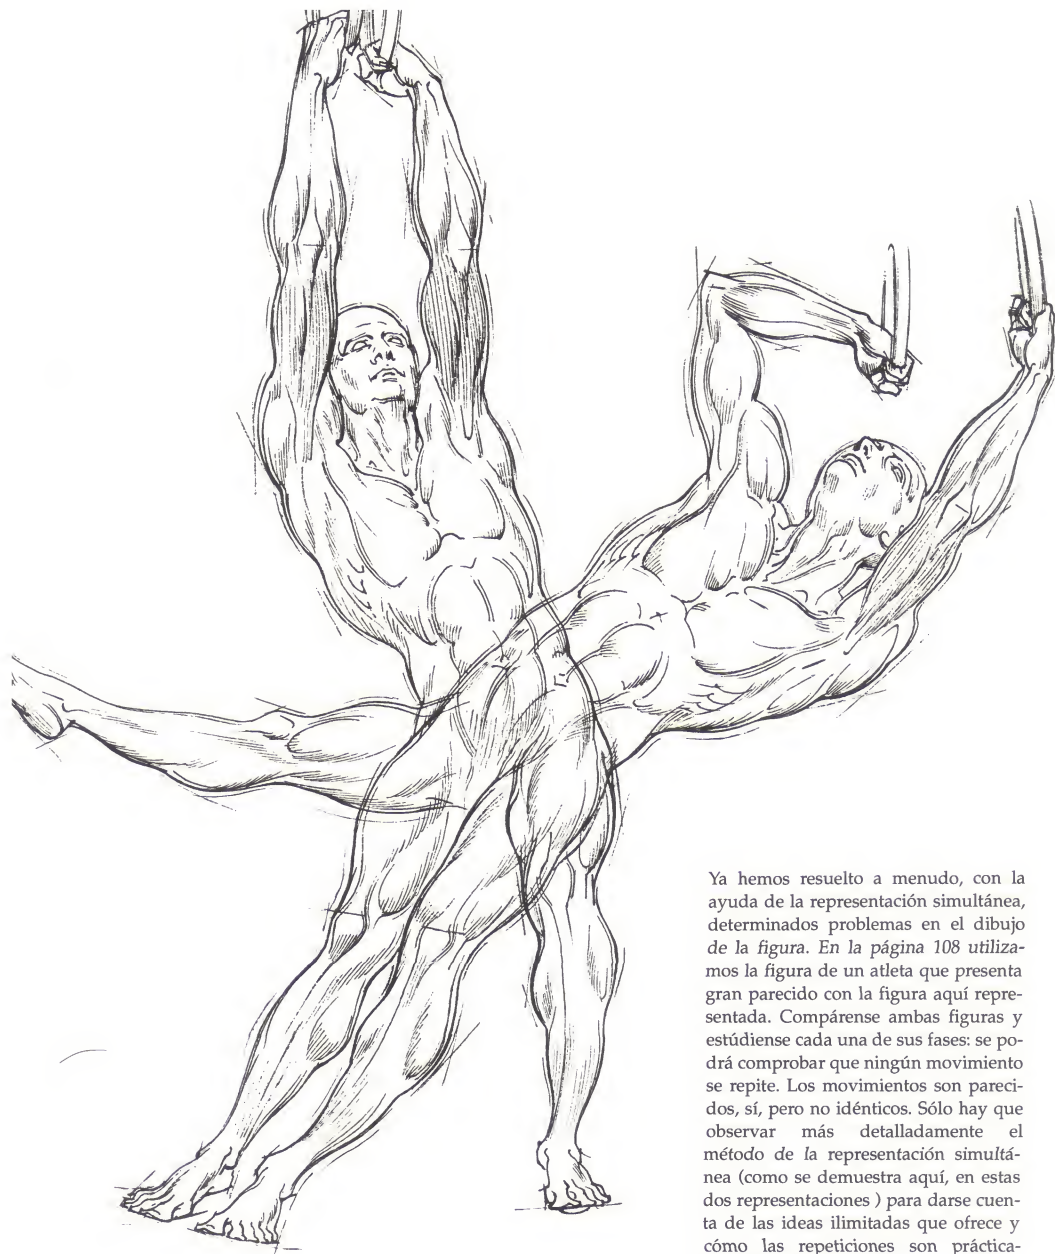 Ya hemos resuelto a menudo, con la
ayuda de la representación simultánea,
determinados problemas en el dibujo
de la figura. En la página 108 utiliza-
mos la figura de un atleta que presenta
gran parecido con la figura aquí repre-
sentada. Compárense ambas figuras y
estúdiense cada una de sus fases: se po-
drá comprobar que ningún movimiento
se repite. Los movimientos son pareci-
dos, sí, pero no idénticos. Sólo hay que
observar más detalladamente el
método de la representación simultá-
nea (como se demuestra aquí, en estas
dos representaciones ) para darse cuen-
ta de las ideas ilimitadas que ofrece y
cómo las repeticiones son práctica-